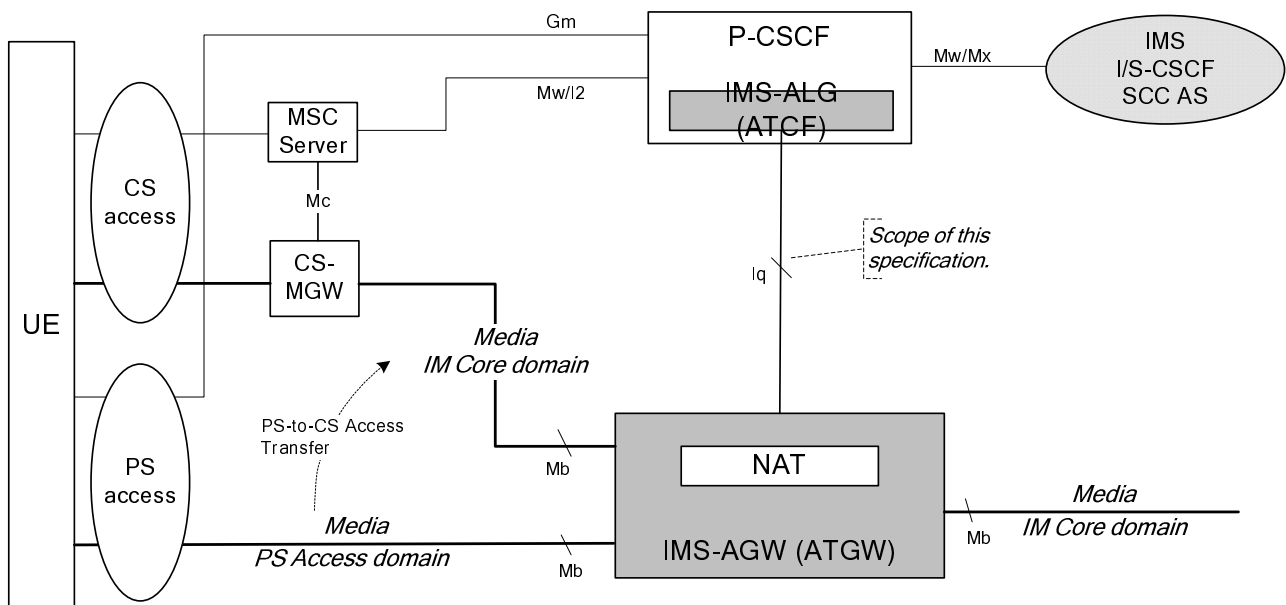 Gm
P-CSCF
IMS
I/S-CSCF
SCC AS
Mw/Mx
Mw/I2
IMS-ALG
(ATCF)
MSC
Server
CS
access
Mc
Scope of this
specification.
CS-
MGW
Iq
UE
Media
IM Core domain
PS-to-CS Access
Transfer
PS
access
Mb
NAT
Media
IM Core domain
Mb
Media
PS Access domain
Mb
IMS-AGW (ATGW)